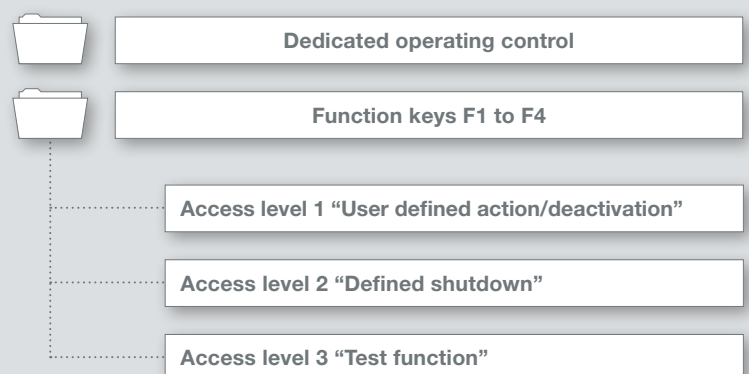 Dedicated operating control
Function keys F1 to F4
Access level 1 “User defined action/deactivation”
Access level 2 “Defined shutdown”
Access level 3 “Test function”